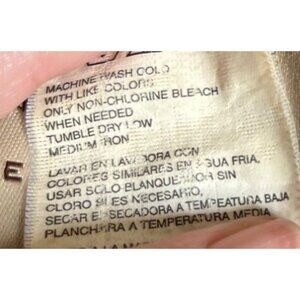 MACHINE WASH COLD
WITH LIKE COLORS
ONLY NON-CHLORINE BLEACH
WHEN NEEDED
TUMBLE DRY LOW
MEDIUM IRON
LAVAR EN LAVADORA CON
COLORES SIMILARES EN AGUA FRIA.
USAR SOLO BLANQUEADOR SIN
CLORO SI ES NECESARIO,
SECAR EN SECADORA A TEMPEATURA BAJA
PLANCHAR A TEMPERATURA MEDIA
E